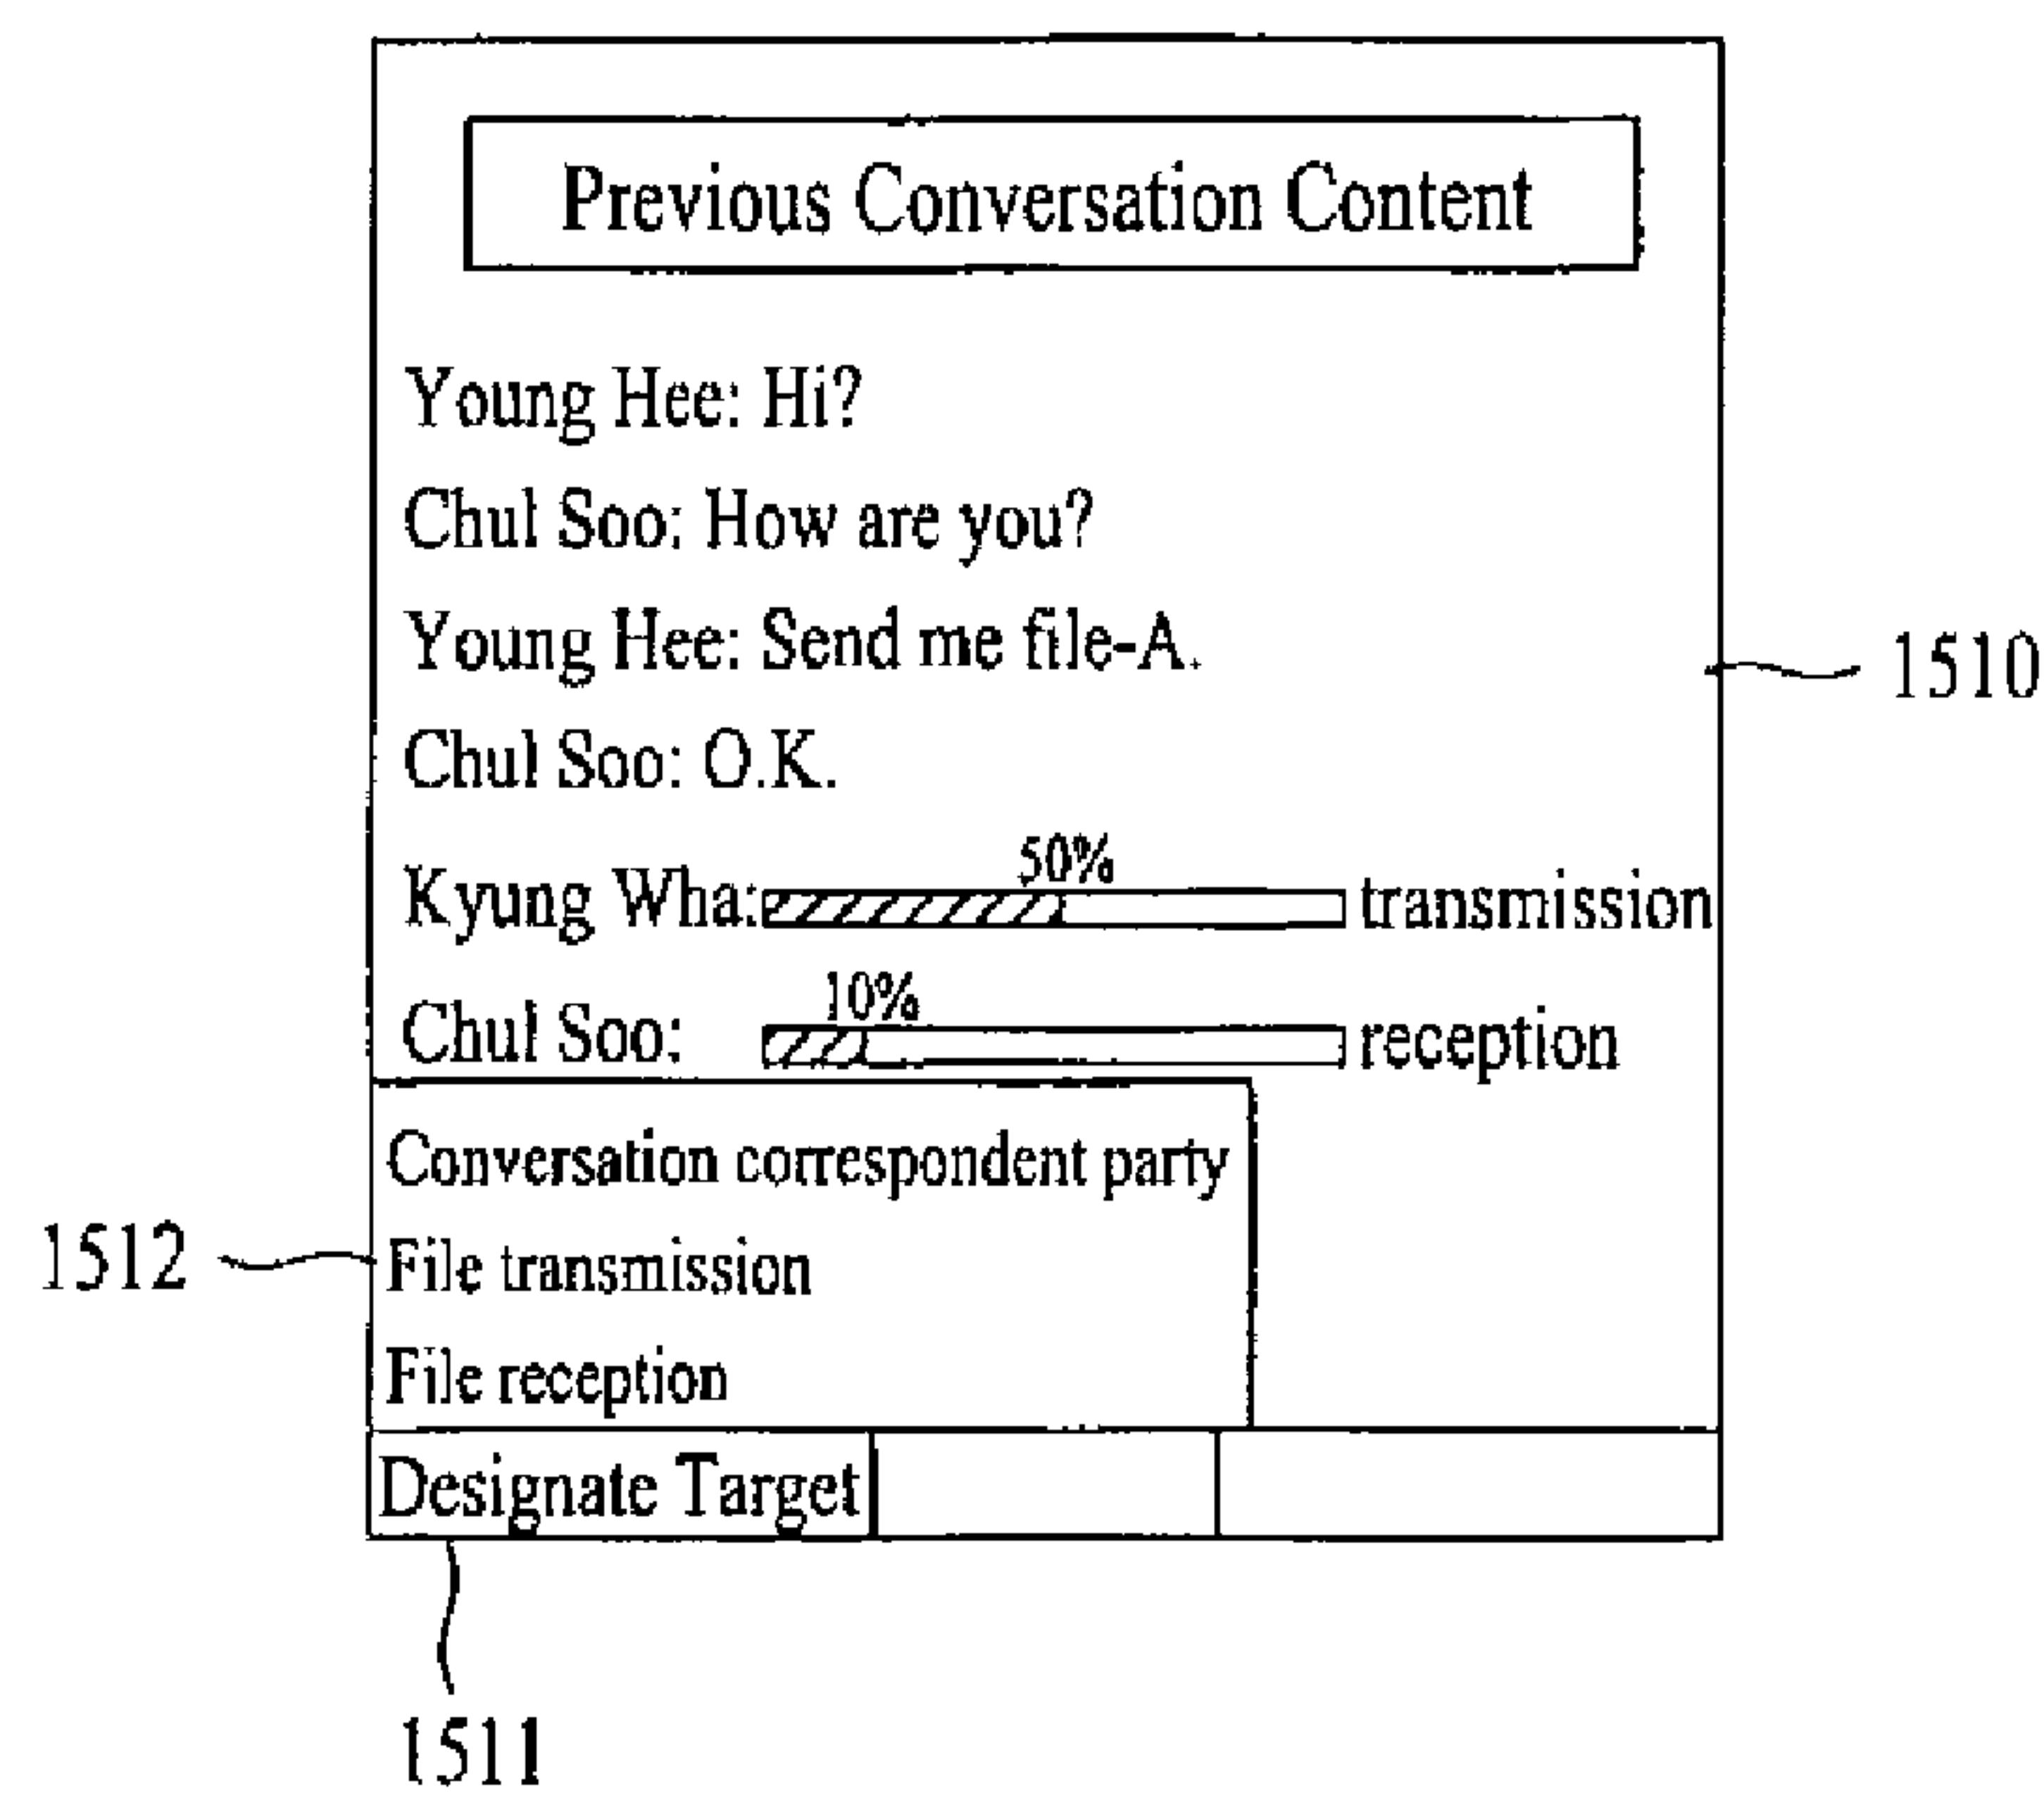 Previous Conversation Content
Young Hee: Hi?
Chul Soo: How are you?
Young Hee: Send me file-A.
Chul Soo: O.K.
50%
Kyung Wha: transmission
10%
Chul Soo: reception
1510
Conversation correspondent party
File transmission
File reception
1512
Designate Target
1511